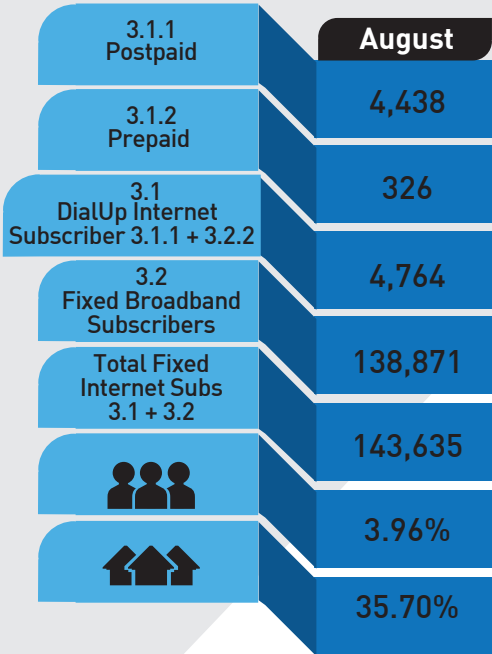 August
3.1.1
Postpaid
4,438
3.1.2
Prepaid
326
3.1
DialUp Internet
Subscriber 3.1.1 + 3.2.2
4,764
3.2
Fixed Broadband
Subscribers
138,871
Total Fixed
Internet Subs
3.1 + 3.2
143,635
3.96%
35.70%